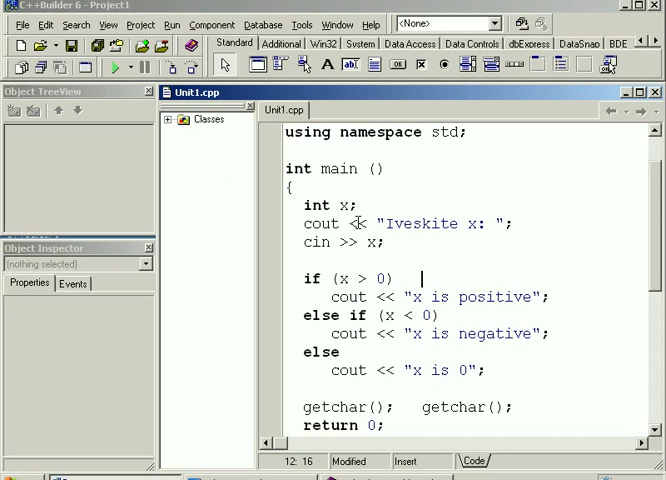 C++Builder 6 - Project1
File Edit Search View Project Run Component Database Tools Window Help <None>
Standard Additional Win32 System Data Access Data Controls dbExpress DataSnap BDE
Object TreeView
Unit1.cpp
Classes
Unit1.cpp
using namespace std;
int main ()
{
int x;
cout << "Iveskite x: ";
cin >> x;
if (x > 0)
cout << "x is positive";
else if (x < 0)
cout << "x is negative";
else
cout << "x is 0";
getchar(); getchar();
return 0;
Object Inspector
(nothing selected)
Properties Events
12: 16 Modified Insert Code